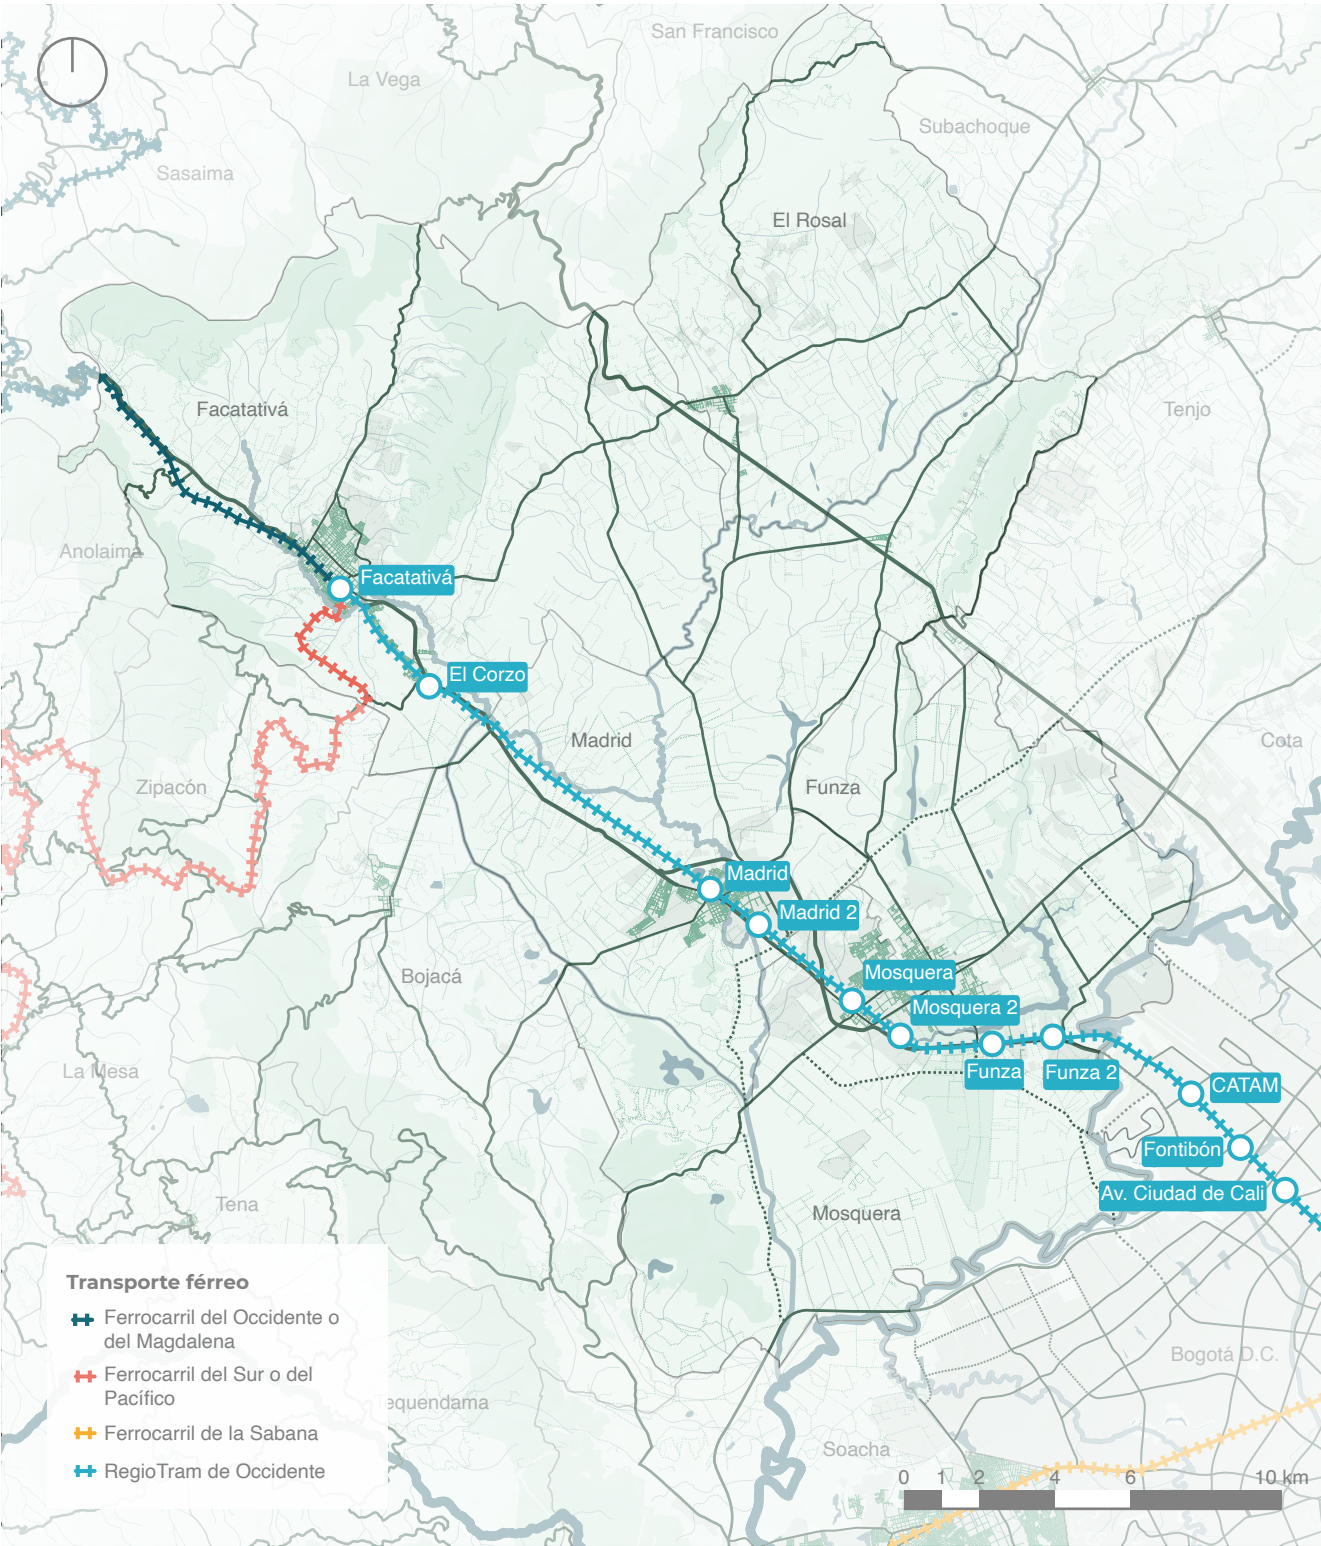 San Francisco
La Vega
Subachoque
Sasaima
El Rosal
Facatativá
Tenjo
Anolaima
Facatativá
El Corzo
Madrid
Cota
Zipacón
Funza
Madrid
Madrid 2
Mosquera
Bojacá
Mosquera 2
La Mesa
Funza
Funza 2
CATAM
Fontibón
Av. Ciudad de Cali
Tena
Mosquera
Transporte férreo
Ferrocarril del Occidente o
del Magdalena
Ferrocarril del Sur o del
Pacífico
Ferrocarril de la Sabana
RegioTram de Occidente
Bogotá D.C.
equendama
Soacha
0 1 2 4 6 10 km